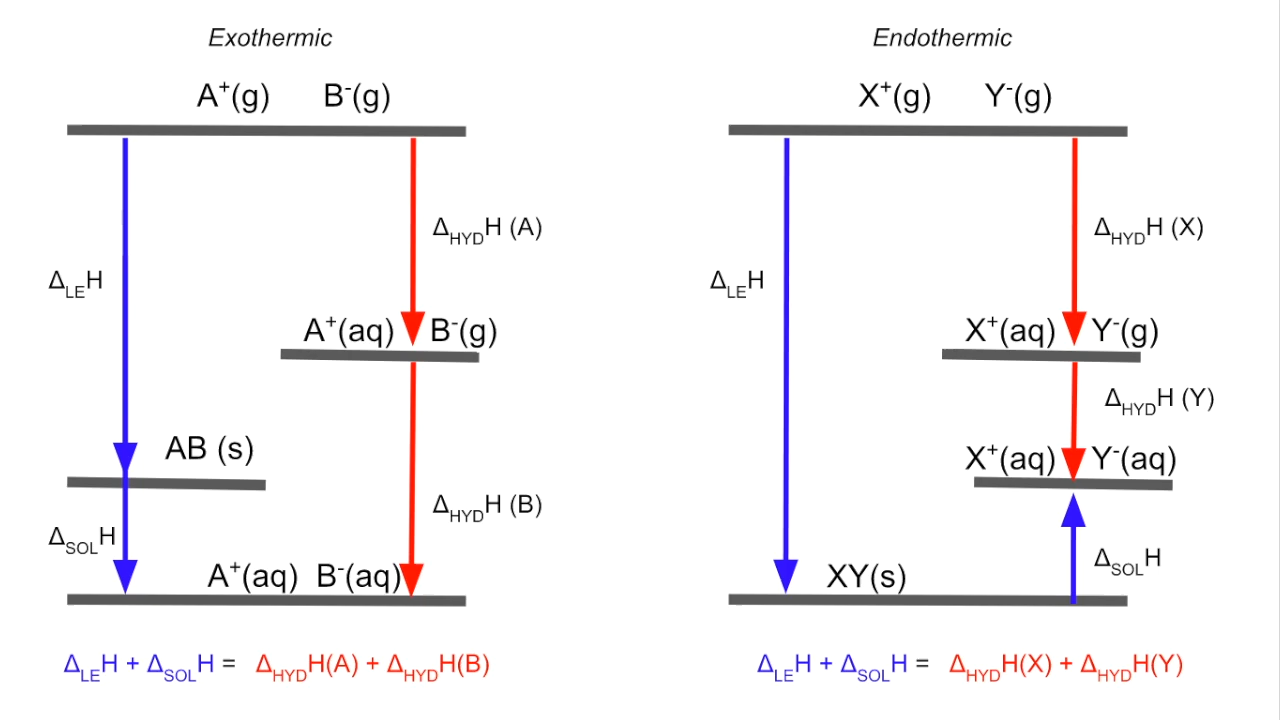 Exothermic
A⁺(g) B⁻(g)
Δ_HYD H (A)
Δ_LE H
A⁺(aq) B⁻(g)
AB (s)
Δ_HYD H (B)
Δ_SOL H
A⁺(aq) B⁻(aq)
Δ_LE H + Δ_SOL H = Δ_HYD H(A) + Δ_HYD H(B)
Endothermic
X⁺(g) Y⁻(g)
Δ_HYD H (X)
Δ_LE H
X⁺(aq) Y⁻(g)
Δ_HYD H (Y)
X⁺(aq) Y⁻(aq)
Δ_SOL H
XY(s)
Δ_LE H + Δ_SOL H = Δ_HYD H(X) + Δ_HYD H(Y)